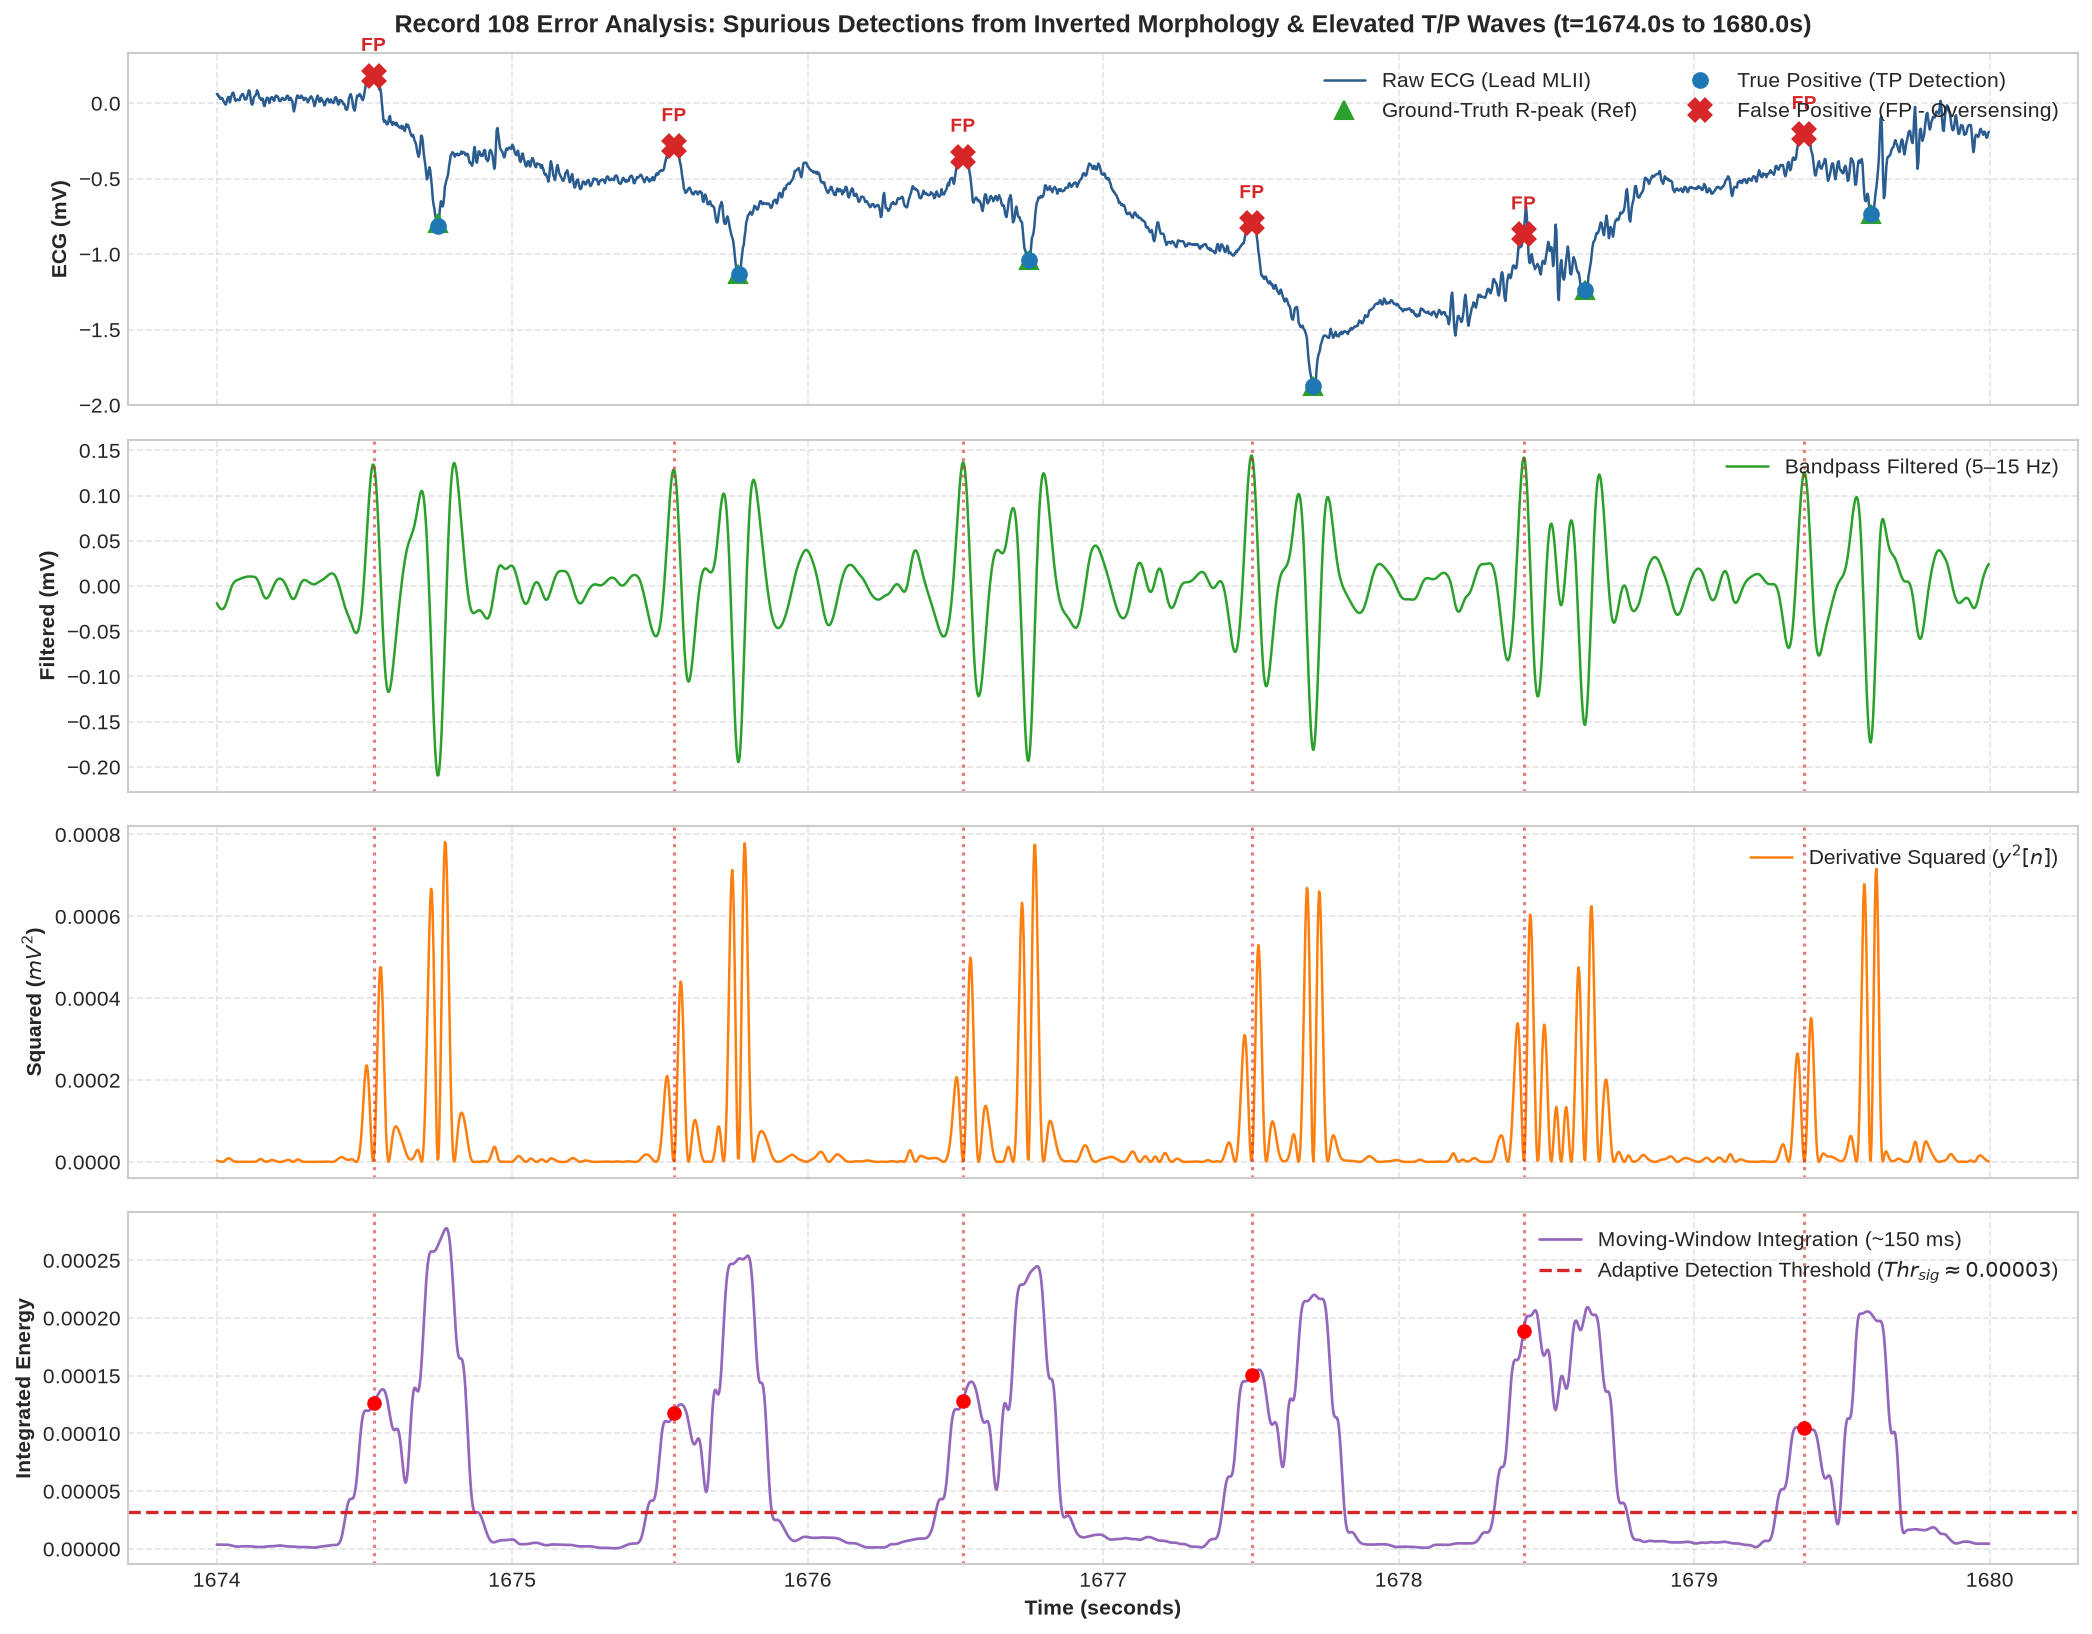 Record 108 Error Analysis: Spurious Detections from Inverted Morphology & Elevated T/P Waves (t=1674.0s to 1680.0s)
FP
FP
FP
FP
FP
FP
Raw ECG (Lead MLII)
Ground-Truth R-peak (Ref)
True Positive (TP Detection)
False Positive (FP - Oversensing)
ECG (mV)
0.0
−0.5
−1.0
−1.5
−2.0
Bandpass Filtered (5–15 Hz)
Filtered (mV)
0.15
0.10
0.05
0.00
−0.05
−0.10
−0.15
−0.20
Derivative Squared (y²[n])
Squared (mV²)
0.0008
0.0006
0.0004
0.0002
0.0000
Moving-Window Integration (~150 ms)
Adaptive Detection Threshold (Thr_sig ≈ 0.00003)
Integrated Energy
0.00025
0.00020
0.00015
0.00010
0.00005
0.00000
1674 1675 1676 1677 1678 1679 1680
Time (seconds)